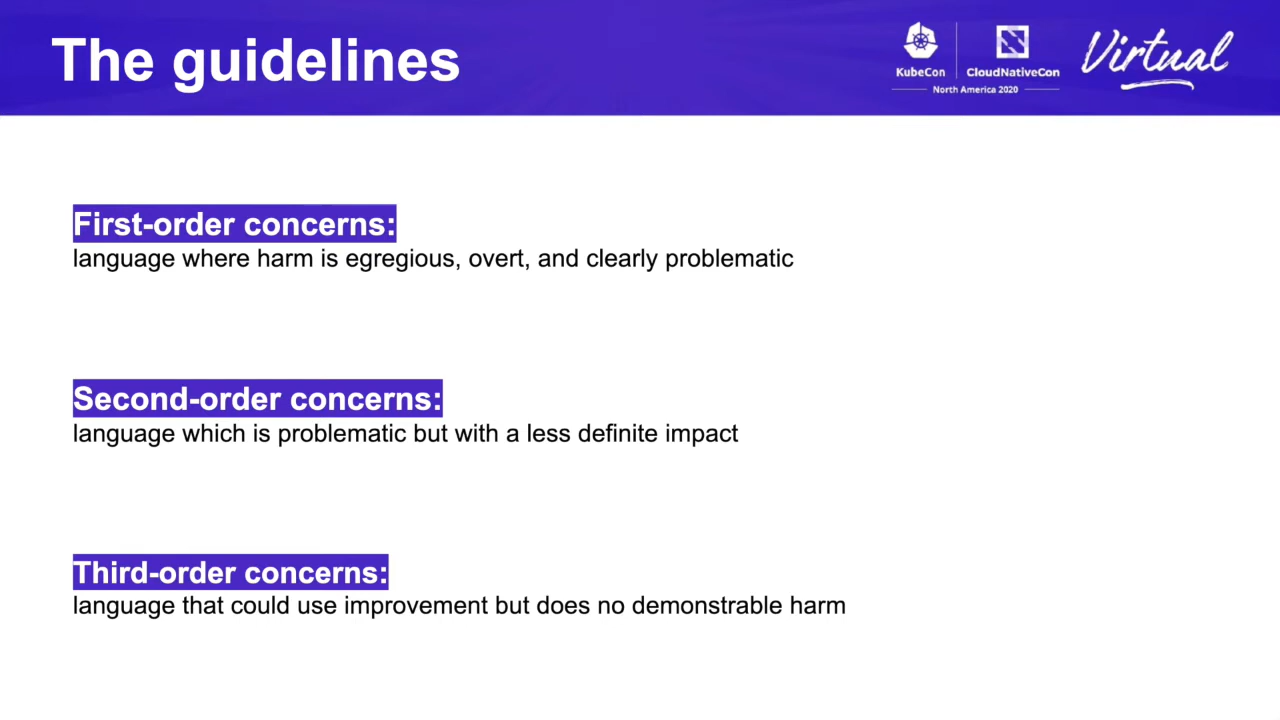 The guidelines
KubeCon
CloudNativeCon
North America 2020
Virtual
First-order concerns:
language where harm is egregious, overt, and clearly problematic
Second-order concerns:
language which is problematic but with a less definite impact
Third-order concerns:
language that could use improvement but does no demonstrable harm